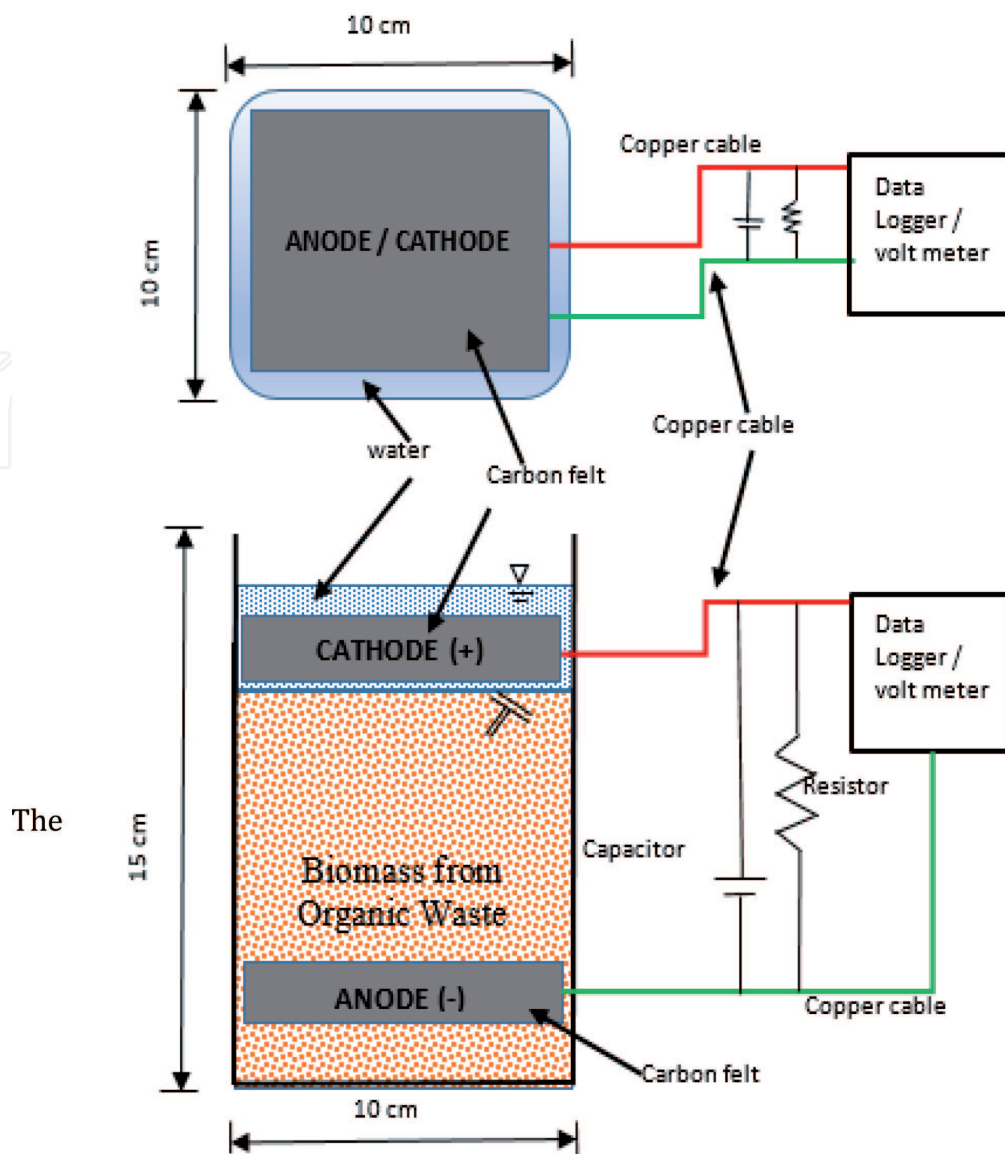 10 cm
Copper cable
10 cm
ANODE / CATHODE
Data
Logger /
volt meter
Copper cable
water
Carbon felt
CATHODE (+)
Data
Logger /
volt meter
Resistor
The
15 cm
Capacitor
Biomass from
Organic Waste
ANODE (-)
Copper cable
Carbon felt
10 cm